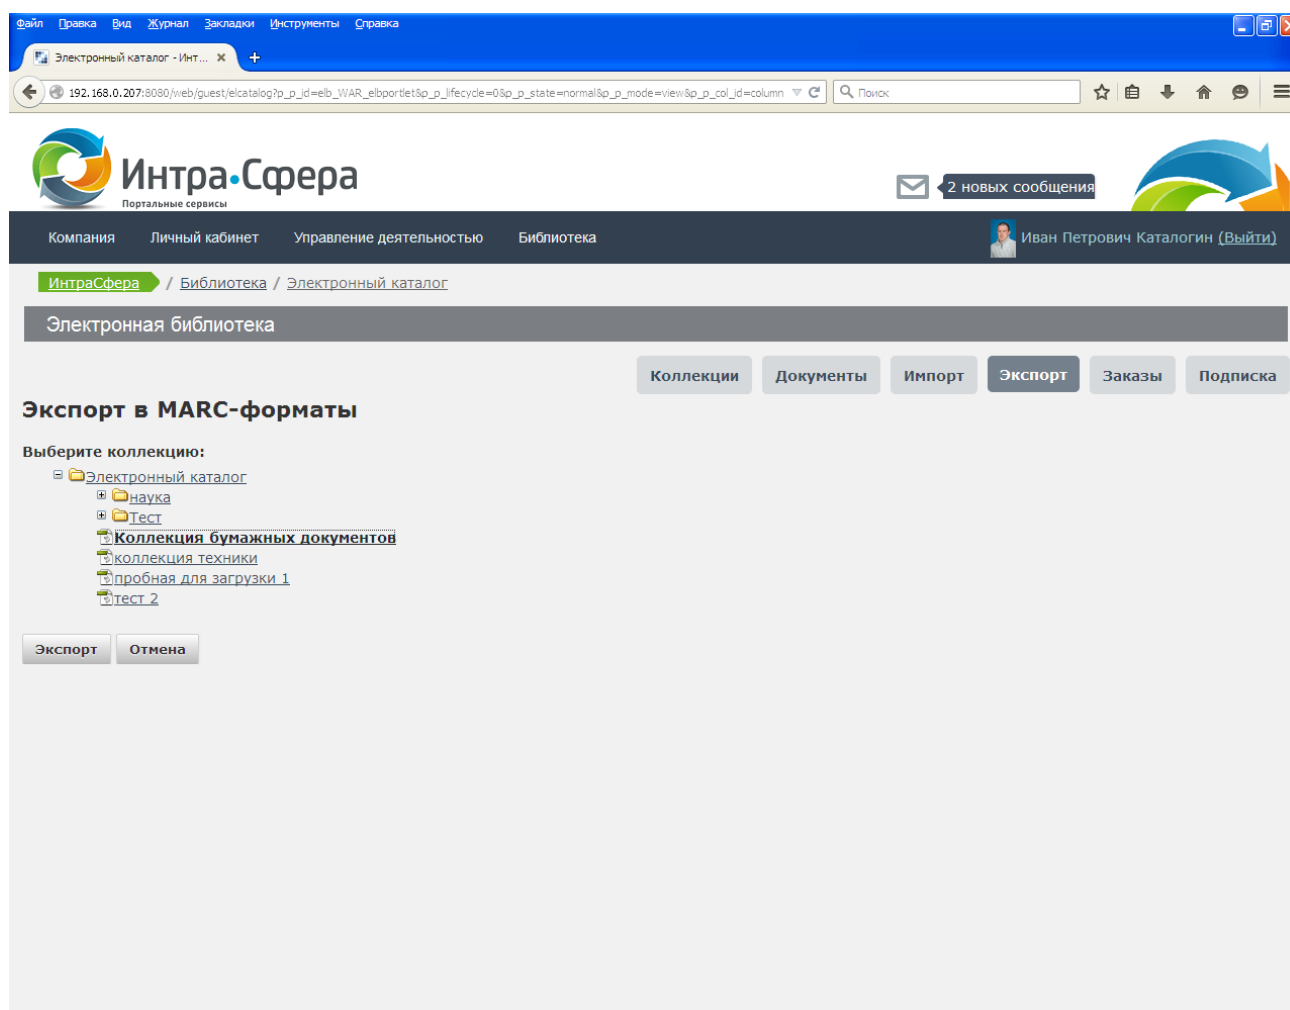 Файл Правка Вид Журнал Закладки Инструменты Справка
Электронный каталог - Инт...
192.168.0.207:8080/web/guest/elcatalog?p_p_id=elb_WAR_elbportlet&p_p_lifecycle=0&p_p_state=normal&p_p_mode=view&p_p_col_id=column Поиск
Интра•Сфера
Портальные сервисы
2 новых сообщения
Компания Личный кабинет Управление деятельностью Библиотека Иван Петрович Каталогин (Выйти)
ИнтраСфера / Библиотека / Электронный каталог
Электронная библиотека
Коллекции Документы Импорт Экспорт Заказы Подписка
Экспорт в MARC-форматы
Выберите коллекцию:
Электронный каталог
наука
Тест
Коллекция бумажных документов
коллекция техники
пробная для загрузки 1
тест 2
Экспорт Отмена